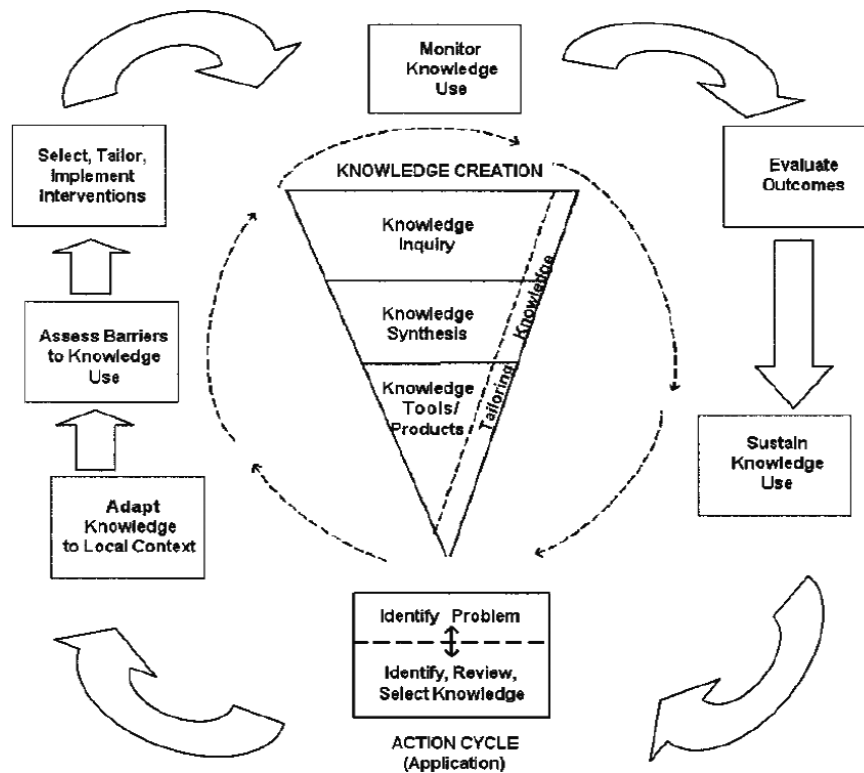 Monitor
Knowledge
Use
Select, Tailor,
Implement
Interventions
Evaluate
Outcomes
KNOWLEDGE CREATION
Knowledge
Inquiry
Knowledge
Synthesis
Knowledge
Tools/
Products
Tailoring Knowledge
Assess Barriers
to Knowledge
Use
Sustain
Knowledge
Use
Adapt
Knowledge
to Local Context
Identify Problem
Identify, Review,
Select Knowledge
ACTION CYCLE
(Application)